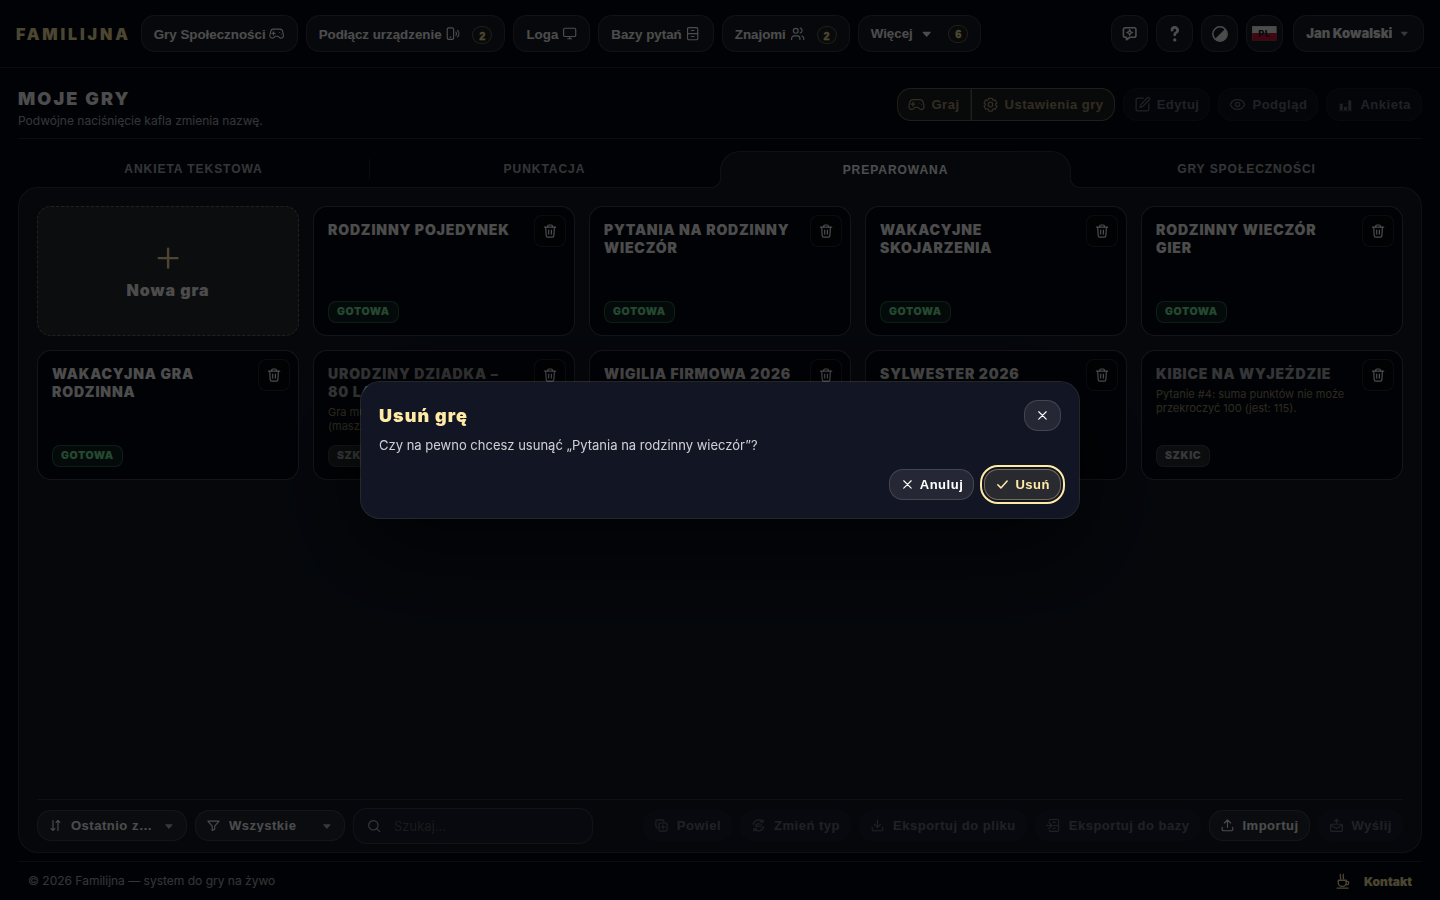 FAMILIJNA
Gry Społeczności
Podłącz urządzenie 2
Loga
Bazy pytań
Znajomi 2
Więcej 6
?
PL
Jan Kowalski
MOJE GRY
Podwójne naciśnięcie kafla zmienia nazwę.
Graj
Ustawienia gry
Edytuj
Podgląd
Ankieta
ANKIETA TEKSTOWA
PUNKTACJA
PREPAROWANA
GRY SPOŁECZNOŚCI
Nowa gra
RODZINNY POJEDYNEK
GOTOWA
PYTANIA NA RODZINNY
WIECZÓR
GOTOWA
WAKACYJNE
SKOJARZENIA
GOTOWA
RODZINNY WIECZÓR
GIER
GOTOWA
WAKACYJNA GRA
RODZINNA
GOTOWA
URODZINY DZIADKA –
80 L
Gra m
(masz
SZK
WIGILIA FIRMOWA 2026
SYLWESTER 2026
KIBICE NA WYJEŹDZIE
Pytanie #4: suma punktów nie może
przekroczyć 100 (jest: 115).
SZKIC
Usuń grę
Czy na pewno chcesz usunąć „Pytania na rodzinny wieczór”?
Anuluj
Usuń
Ostatnio z...
Wszystkie
Szukaj...
Powiel
Zmień typ
Eksportuj do pliku
Eksportuj do bazy
Importuj
Wyślij
© 2026 Familijna — system do gry na żywo
Kontakt